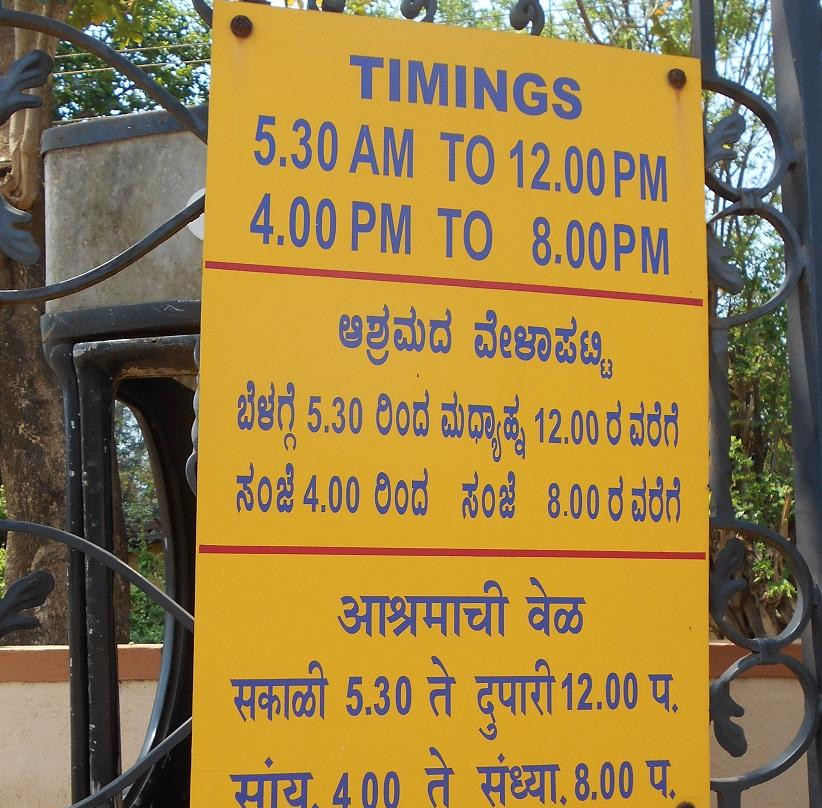 TIMINGS
5.30 AM TO 12.00 PM
4.00 PM TO 8.00 PM
ಆಶ್ರಮದ ವೇಳಾಪಟ್ಟಿ
ಬೆಳಗ್ಗೆ 5.30 ರಿಂದ ಮಧ್ಯಾಹ್ನ 12.00 ರ ವರೆಗೆ
ಸಂಜೆ 4.00 ರಿಂದ ಸಂಜೆ 8.00 ರ ವರೆಗೆ
आश्रमाची वेळ
सकाळी 5.30 ते दुपारी 12.00 प.
सांय. 4.00 ते संध्या. 8.00 प.